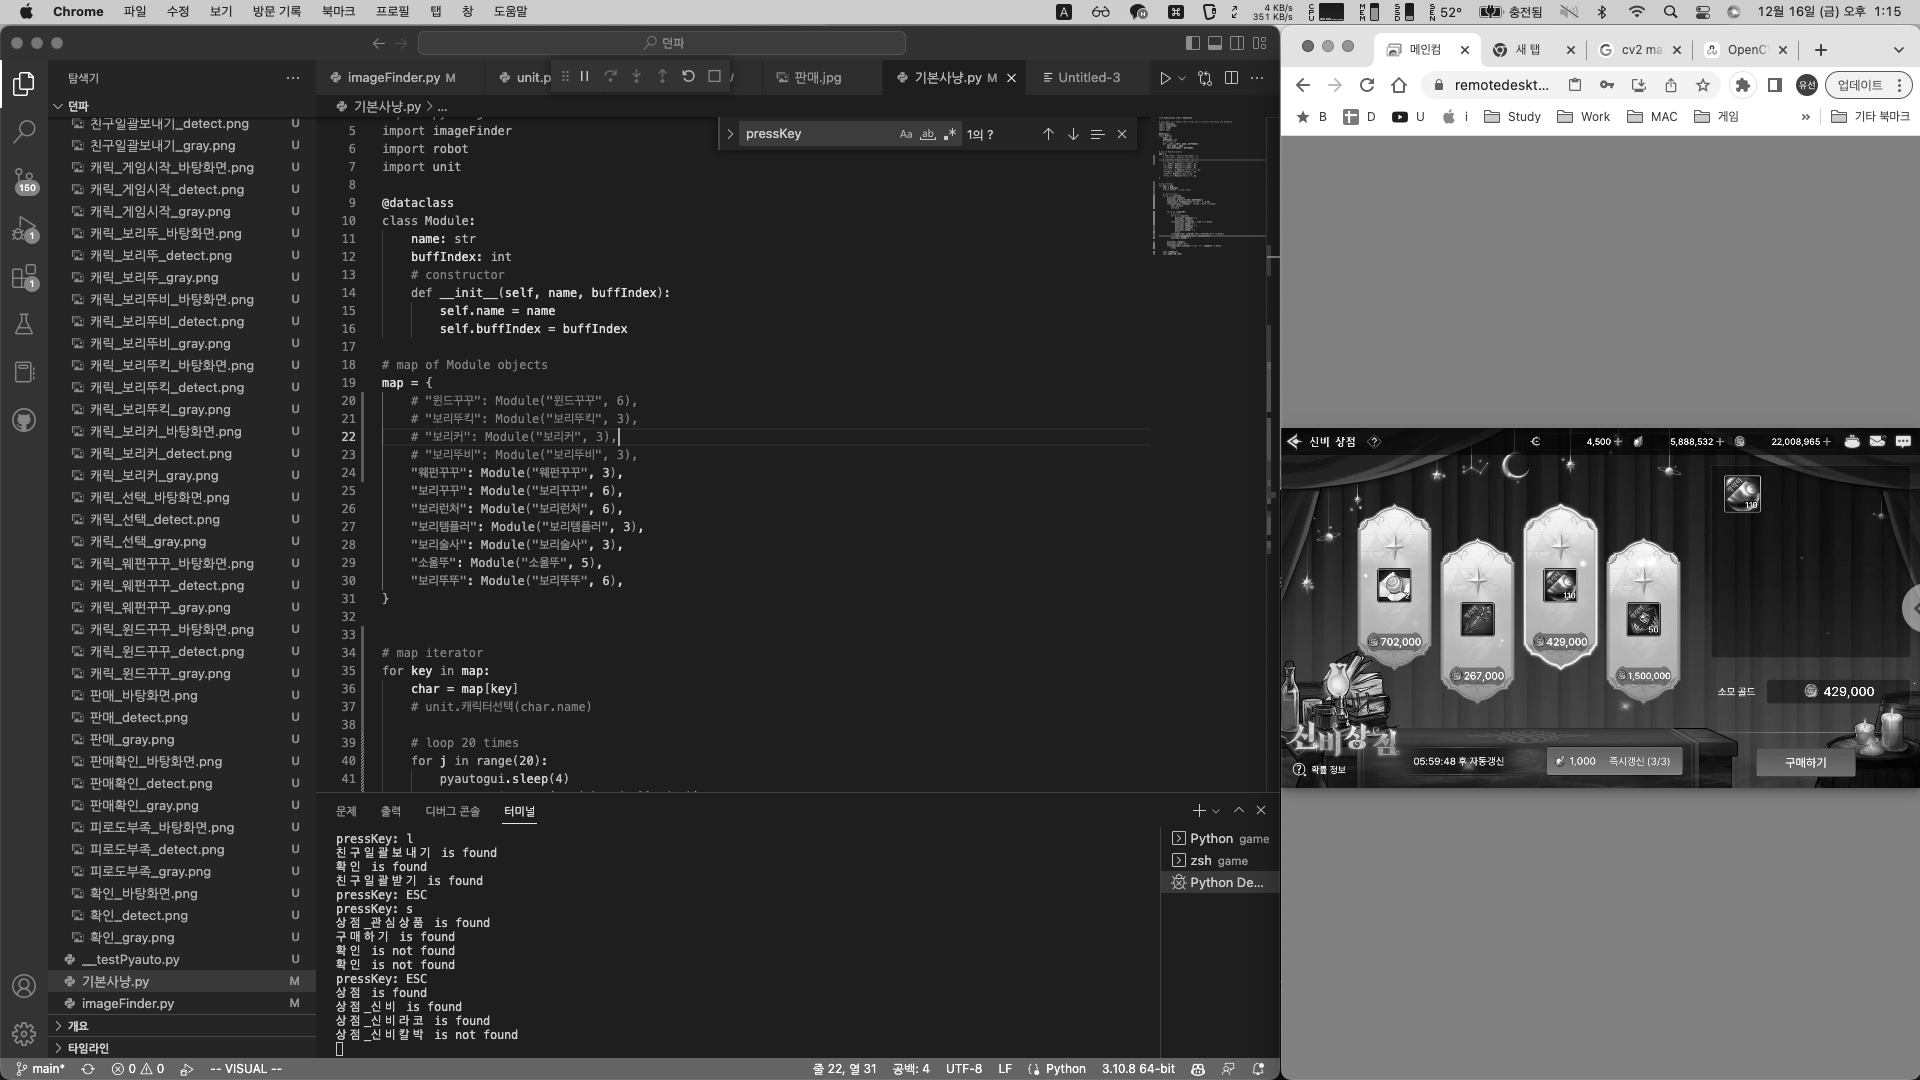 Chrome 파일 수정 보기 방문 기록 북마크 프로필 탭 창 도움말
4 KB/s
351 KB/s
52° 충전됨 12월 16일 (금) 오후 1:15
던파
탐색기
imageFinder.py M
unit.p
판매.jpg
기본사냥.py M
Untitled-3
던파
친구일괄보내기_detect.png U
친구일괄보내기_gray.png U
캐릭_게임시작_바탕화면.png U
캐릭_게임시작_detect.png U
캐릭_게임시작_gray.png U
캐릭_보리뚜_바탕화면.png U
캐릭_보리뚜_detect.png U
캐릭_보리뚜_gray.png U
캐릭_보리뚜비_바탕화면.png U
캐릭_보리뚜비_detect.png U
캐릭_보리뚜비_gray.png U
캐릭_보리뚜킥_바탕화면.png U
캐릭_보리뚜킥_detect.png U
캐릭_보리뚜킥_gray.png U
캐릭_보리커_바탕화면.png U
캐릭_보리커_detect.png U
캐릭_보리커_gray.png U
캐릭_선택_바탕화면.png U
캐릭_선택_detect.png U
캐릭_선택_gray.png U
캐릭_웨펀꾸꾸_바탕화면.png U
캐릭_웨펀꾸꾸_detect.png U
캐릭_웨펀꾸꾸_gray.png U
캐릭_윈드꾸꾸_바탕화면.png U
캐릭_윈드꾸꾸_detect.png U
캐릭_윈드꾸꾸_gray.png U
판매_바탕화면.png U
판매_detect.png U
판매_gray.png U
판매확인_바탕화면.png U
판매확인_detect.png U
판매확인_gray.png U
피로도부족_바탕화면.png U
피로도부족_detect.png U
피로도부족_gray.png U
확인_바탕화면.png U
확인_detect.png U
확인_gray.png U
__testPyauto.py U
기본사냥.py M
imageFinder.py M
개요
타임라인
150
1
1
기본사냥.py > ...
pressKey Aa ab 1의 ?
5 import imageFinder
6 import robot
7 import unit
8
9 @dataclass
10 class Module:
11 name: str
12 buffIndex: int
13 # constructor
14 def __init__(self, name, buffIndex):
15 self.name = name
16 self.buffIndex = buffIndex
17
18 # map of Module objects
19 map = {
20 # "윈드꾸꾸": Module("윈드꾸꾸", 6),
21 # "보리뚜킥": Module("보리뚜킥", 3),
22 # "보리커": Module("보리커", 3),
23 # "보리뚜비": Module("보리뚜비", 3),
24 "웨펀꾸꾸": Module("웨펀꾸꾸", 3),
25 "보리꾸꾸": Module("보리꾸꾸", 6),
26 "보리런처": Module("보리런처", 6),
27 "보리템플러": Module("보리템플러", 3),
28 "보리술사": Module("보리술사", 3),
29 "소울뚜": Module("소울뚜", 5),
30 "보리뚜뚜": Module("보리뚜뚜", 6),
31 }
32
33
34 # map iterator
35 for key in map:
36 char = map[key]
37 # unit.캐릭터선택(char.name)
38
39 # loop 20 times
40 for j in range(20):
41 pyautogui.sleep(4)
문제 출력 디버그 콘솔 터미널
pressKey: l
친구일괄보내기 is found
확인 is found
친구일괄받기 is found
pressKey: ESC
pressKey: s
상점_관심상품 is found
구매하기 is found
확인 is not found
확인 is not found
pressKey: ESC
상점 is found
상점_신비 is found
상점_신비라코 is found
상점_신비칼박 is not found
Python game
zsh game
Python De...
main* 0 0 -- VISUAL -- 줄 22, 열 31 공백: 4 UTF-8 LF Python 3.10.8 64-bit
메인컴 새 탭 cv2 ma OpenC
remotedeskt... 유선 업데이트
B D U i Study Work MAC 게임 » 기타 북마크
신비 상점 4,500+ 5,888,532+ 22,008,965+
110
110
50
702,000
267,000
429,000
1,500,000
소모 골드 429,000
신비상점
확률 정보
05:59:48 후 자동갱신
1,000 즉시갱신 (3/3)
구매하기